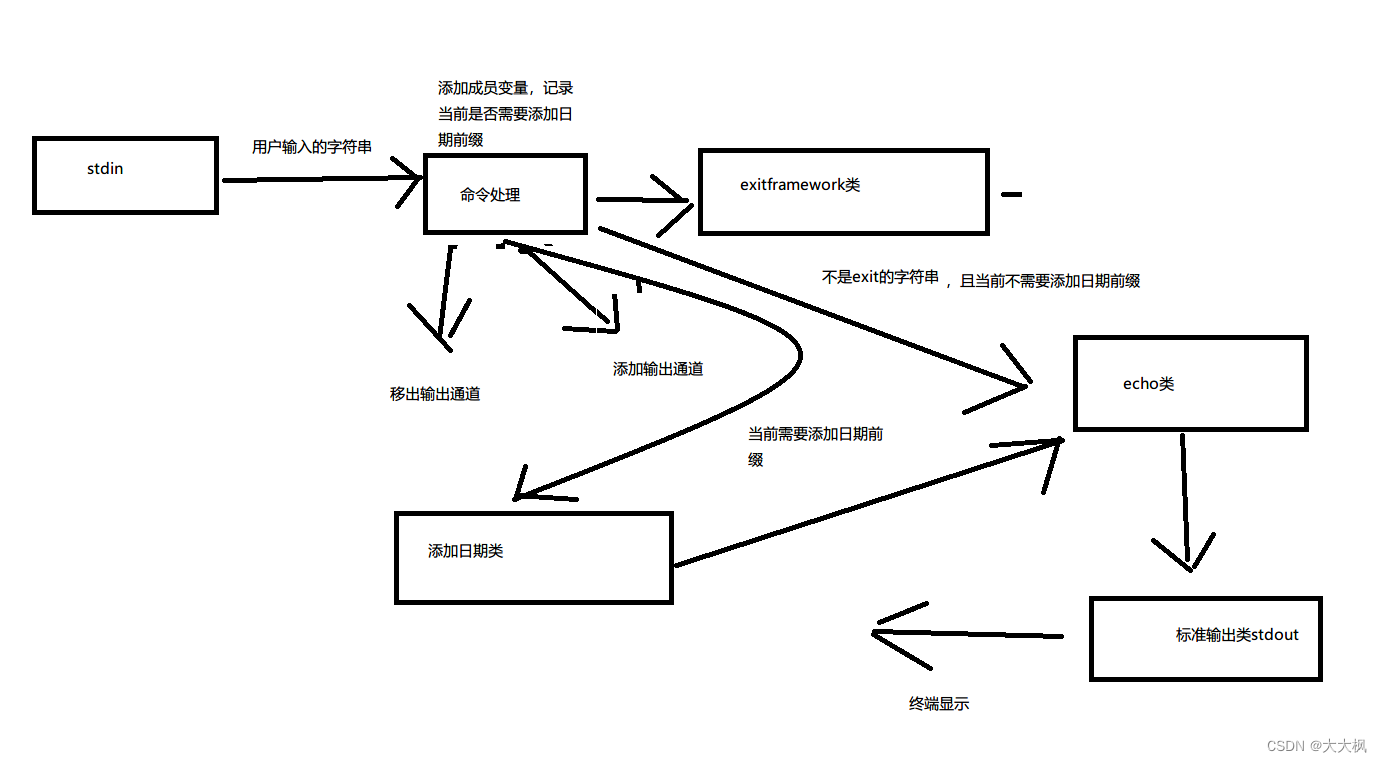 添加成员变量，记录
当前是否需要添加日
期前缀
stdin
用户输入的字符串
命令处理
exitframework类
不是exit的字符串 ，且当前不需要添加日期前缀
添加输出通道
移出输出通道
echo类
当前需要添加日期前
缀
添加日期类
标准输出类stdout
终端显示
CSDN @大大枫